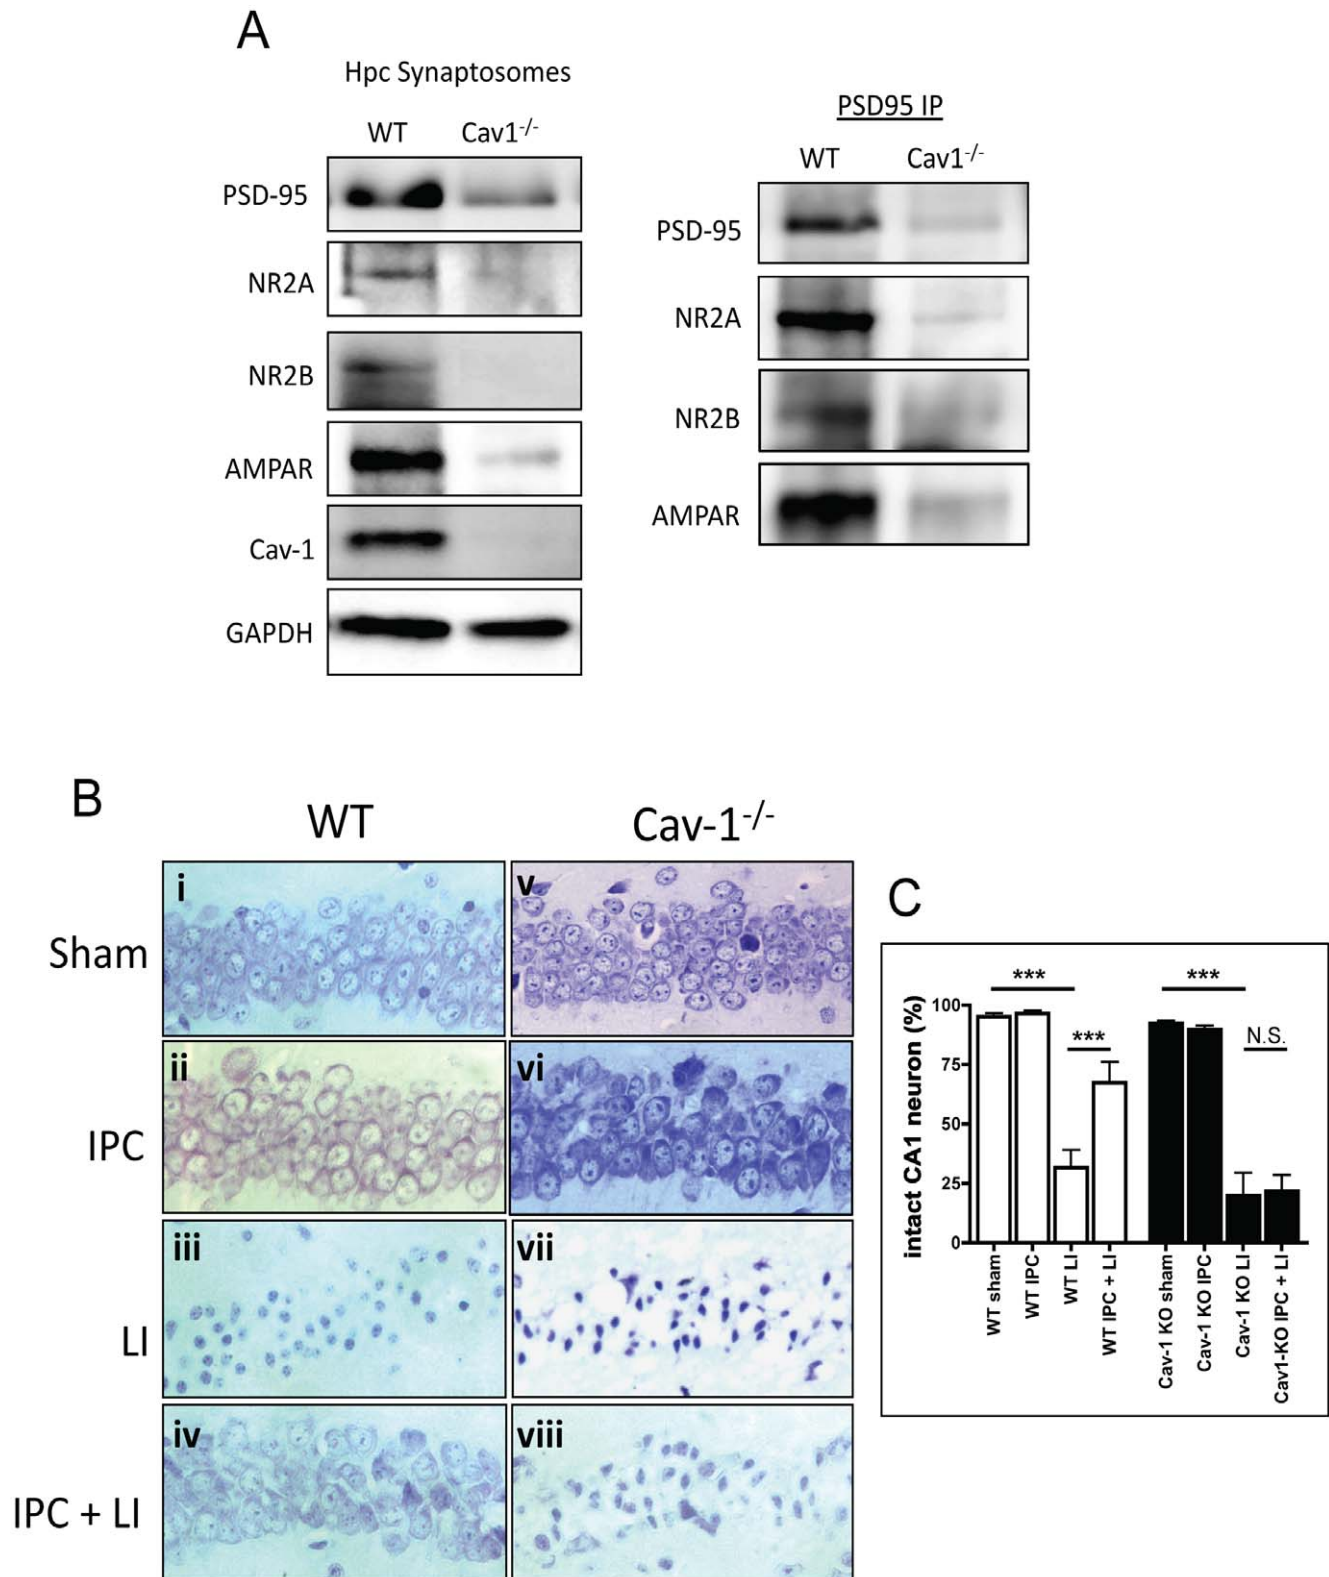 A
Hpc Synaptosomes
WT Cav1-/-
PSD-95
NR2A
NR2B
AMPAR
Cav-1
GAPDH
PSD95 IP
WT Cav1-/-
PSD-95
NR2A
NR2B
AMPAR
B
WT Cav-1-/-
Sham
i
v
IPC
ii
vi
LI
iii
vii
IPC + LI
iv
viii
C
*** ***
*** N.S.
intact CA1 neuron (%)
100
75
50
25
0
WT sham
WT IPC
WT LI
WT IPC + LI
Cav-1 KO sham
Cav-1 KO IPC
Cav-1 KO LI
Cav1-KO IPC + LI